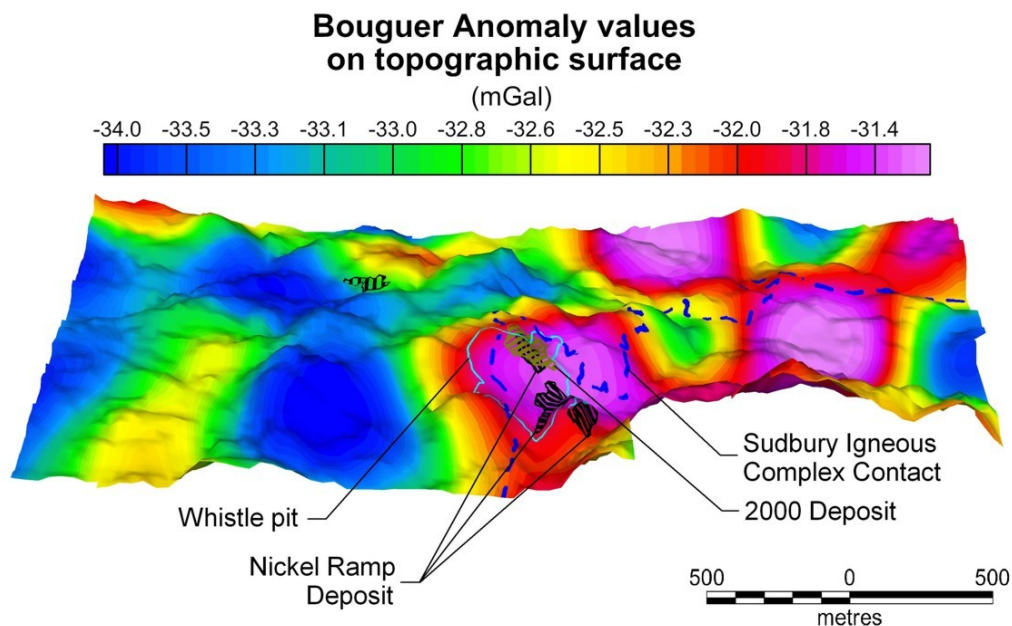 Bouguer Anomaly values
on topographic surface
(mGal)
-34.0 -33.5 -33.3 -33.1 -33.0 -32.8 -32.6 -32.5 -32.3 -32.0 -31.8 -31.4
Sudbury Igneous
Complex Contact
2000 Deposit
Whistle pit
Nickel Ramp
Deposit
500 0 500
metres